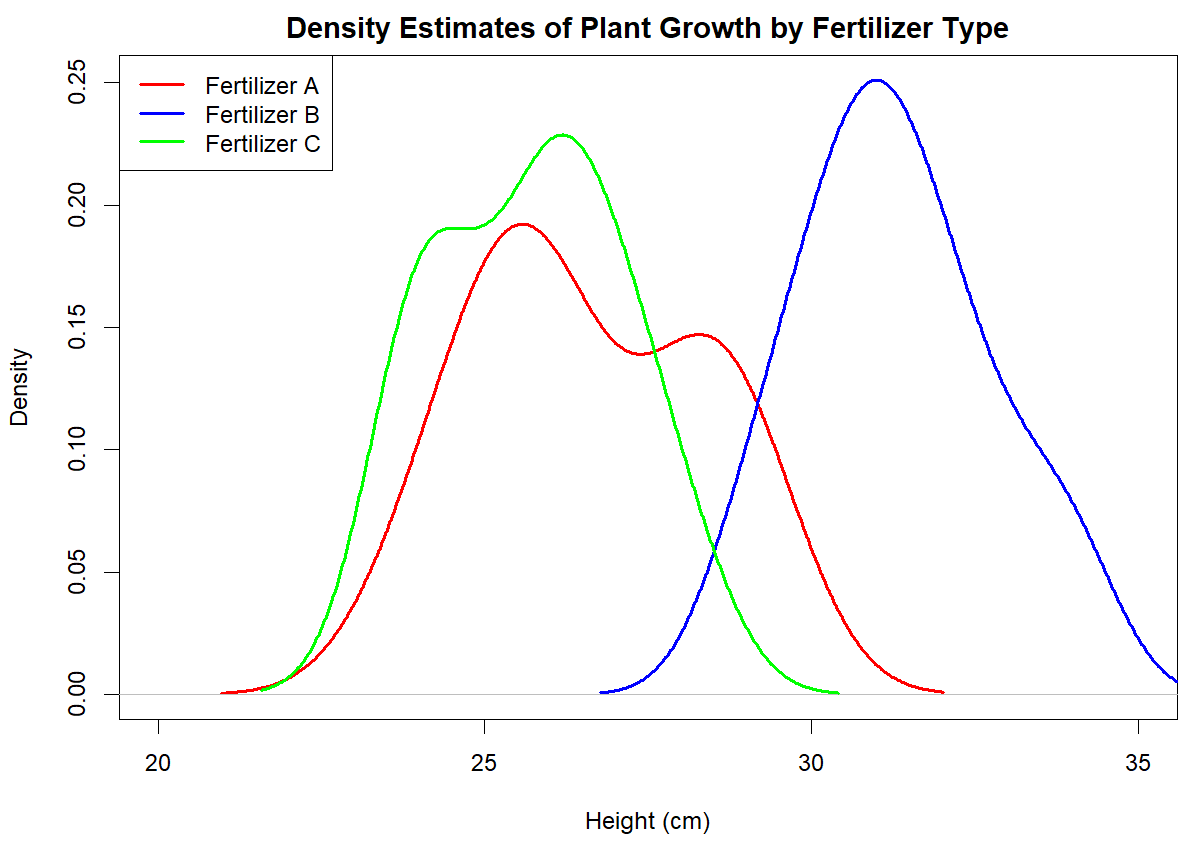 Density Estimates of Plant Growth by Fertilizer Type
Fertilizer A
Fertilizer B
Fertilizer C
Density
0.25
0.20
0.15
0.10
0.05
0.00
20 25 30 35
Height (cm)